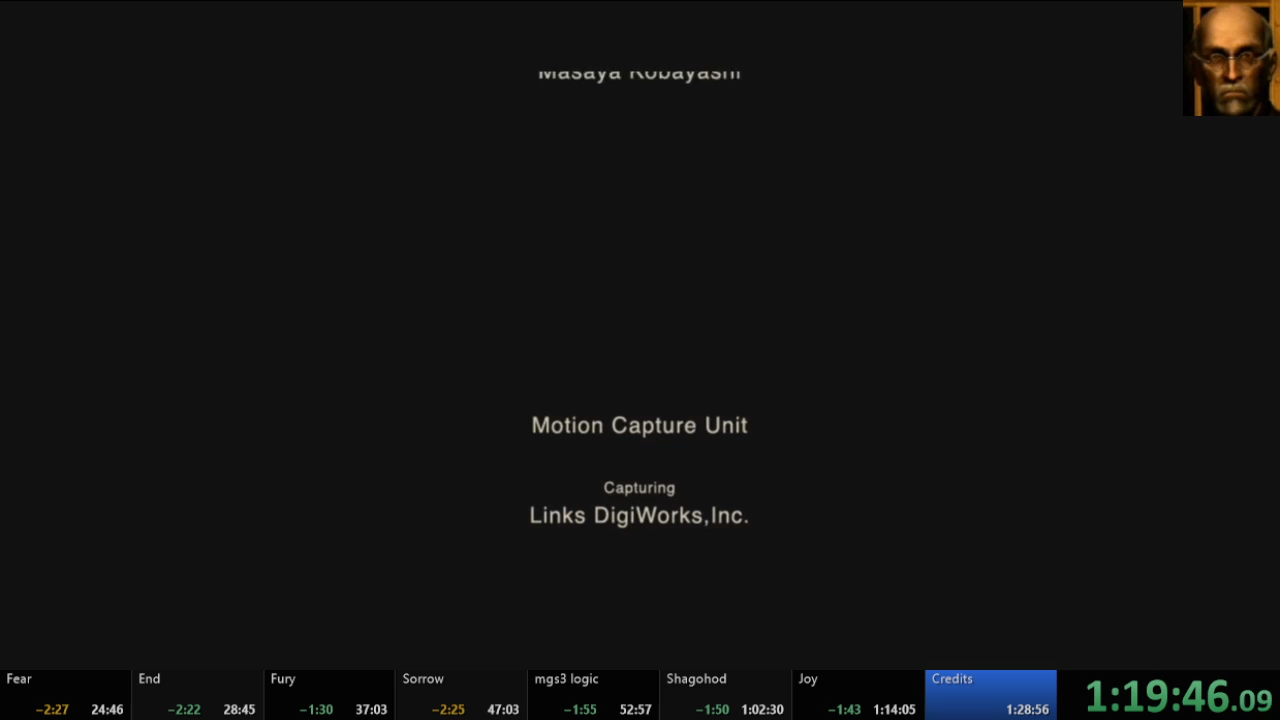 Masaya Kobayashi
Motion Capture Unit
Capturing
Links DigiWorks,Inc.
Fear
−2:27 24:46
End
−2:22 28:45
Fury
−1:30 37:03
Sorrow
−2:25 47:03
mgs3 logic
−1:55 52:57
Shagohod
−1:50 1:02:30
Joy
−1:43 1:14:05
Credits
1:28:56
1:19:46.09